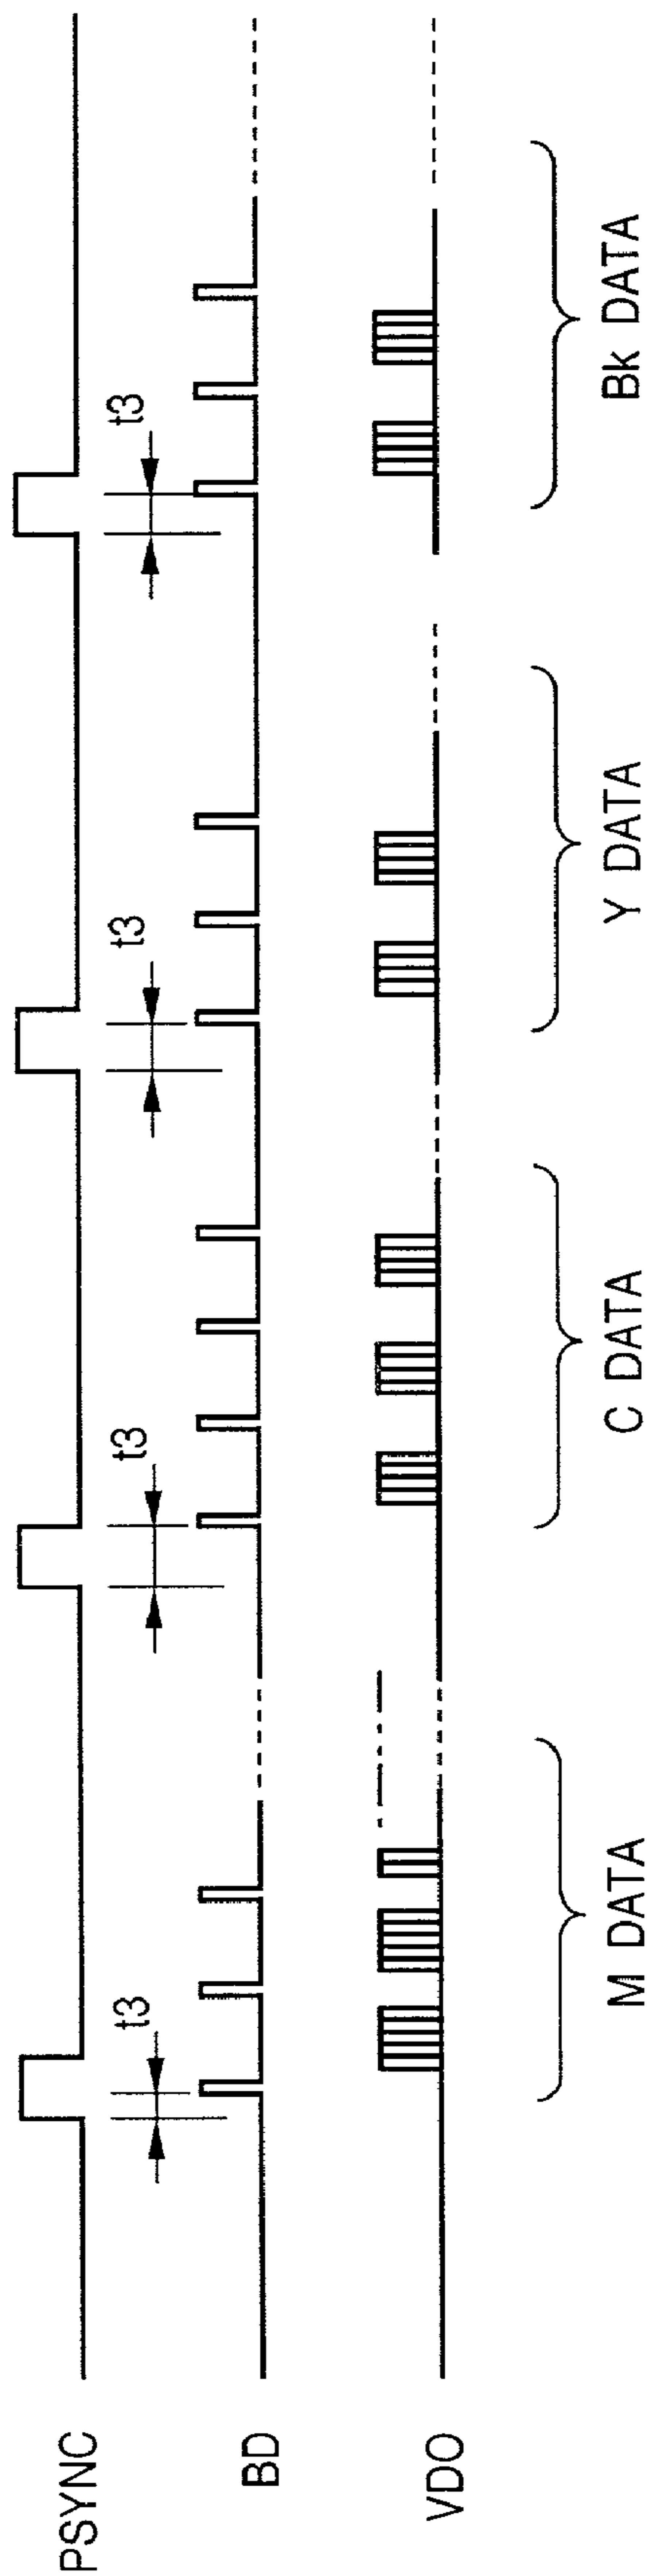 PSYNC
t3
t3
t3
t3
BD
VDO
M DATA
C DATA
Y DATA
Bk DATA